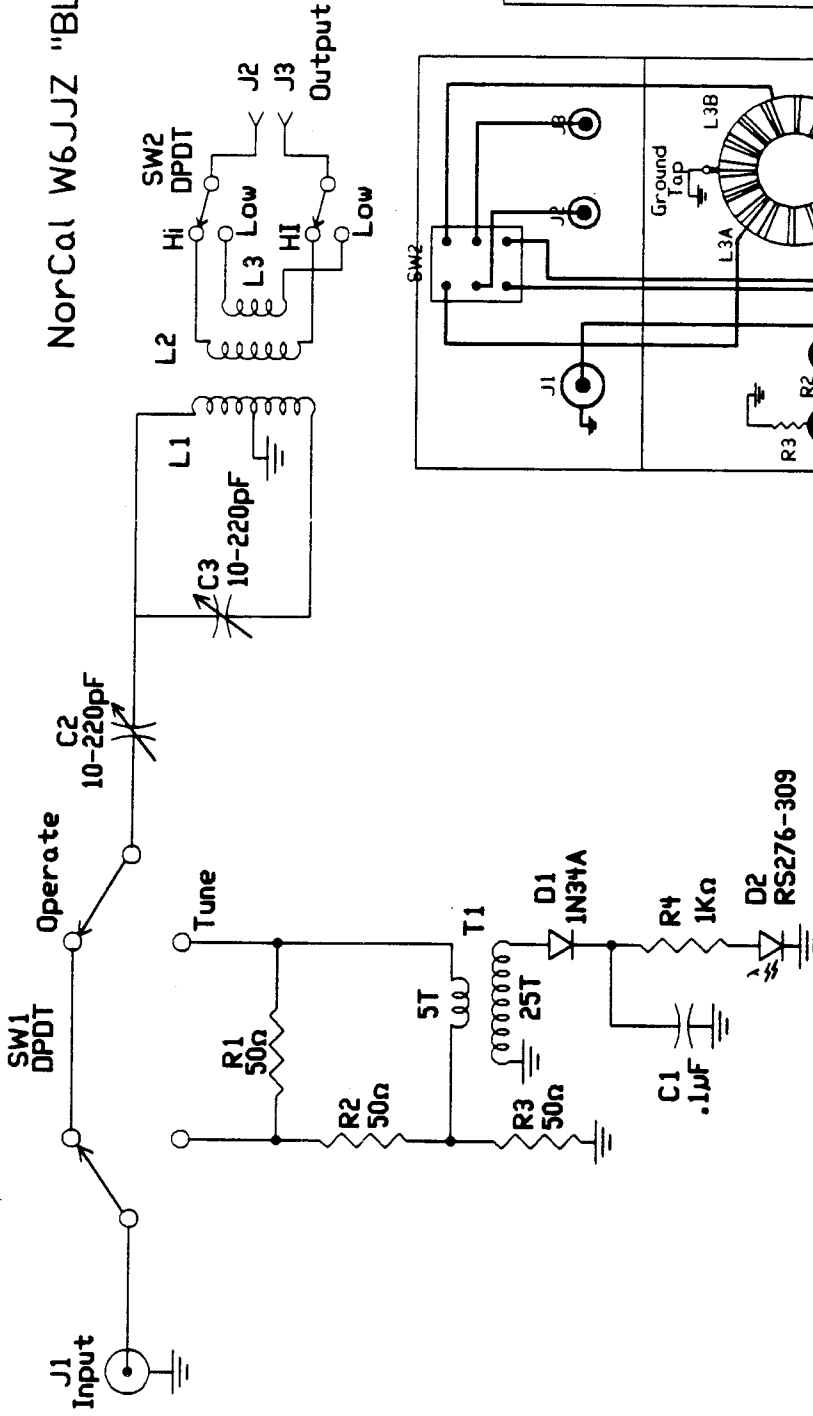 NorCal W6JJZ "BL
J1
Input
SW1
DPDT
Operate
Tune
R1
50Ω
R2
50Ω
R3
50Ω
5T
T1
25T
D1
1N34A
C1
.1µF
R4
1KΩ
D2
RS276-309
λ
C2
10-220pF
C3
10-220pF
L1
L2
L3
Hi
Low
HI
Low
SW2
DPDT
J2
J3
Output
SW2
J3
J2
J1
Ground
Tap
L3B
L3A
R3
R2